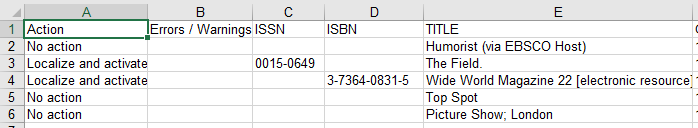 A B C D E
1 Action Errors / Warnings ISSN ISBN TITLE
2 No action Humorist (via EBSCO Host)
3 Localize and activate 0015-0649 The Field.
4 Localize and activate 3-7364-0831-5 Wide World Magazine 22 [electronic resource]
5 No action Top Spot
6 No action Picture Show; London